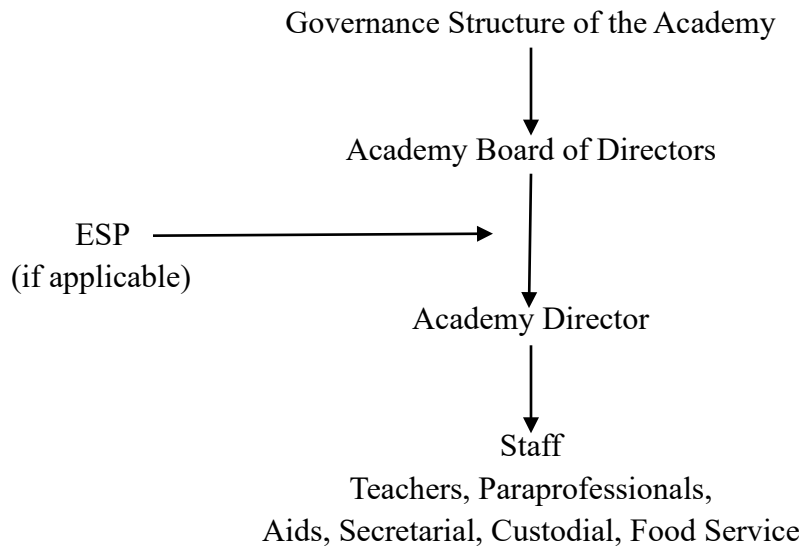 Governance Structure of the Academy
Academy Board of Directors
ESP
(if applicable)
Academy Director
Staff
Teachers, Paraprofessionals,
Aids, Secretarial, Custodial, Food Service